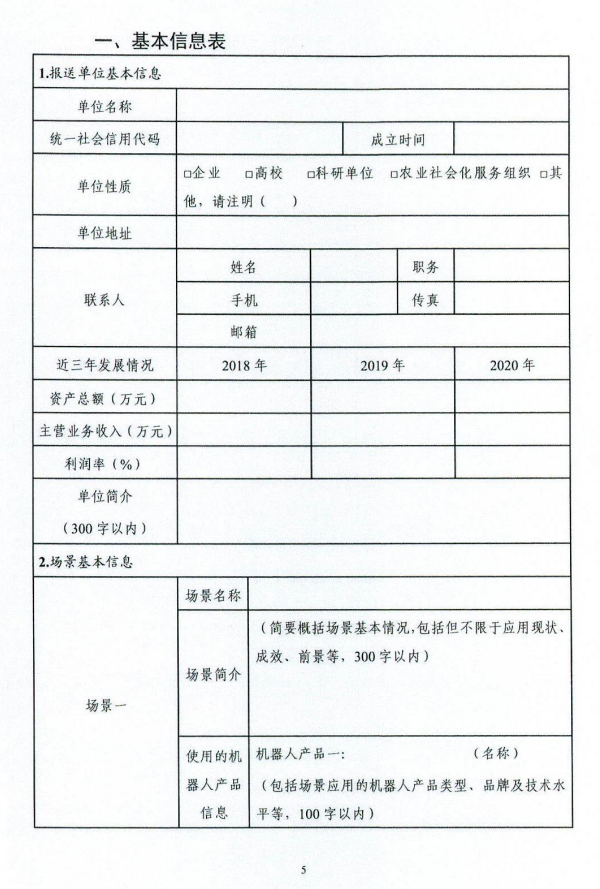 一、基本信息表
1.报送单位基本信息
单位名称
统一社会信用代码 成立时间
单位性质
□企业 □高校 □科研单位 □农业社会化服务组织 □其
他，请注明（ ）
单位地址
联系人
姓名 职务
手机 传真
邮箱
近三年发展情况 2018 年 2019 年 2020 年
资产总额（万元）
主营业务收入（万元）
利润率（%）
单位简介
（300 字以内）
2.场景基本信息
场景一
场景名称
场景简介
（简要概括场景基本情况,包括但不限于应用现状、
成效、前景等，300 字以内）
使用的机
器人产品
信息
机器人产品一: （名称）
（包括场景应用的机器人产品类型、品牌及技术水
平等，100 字以内）
5